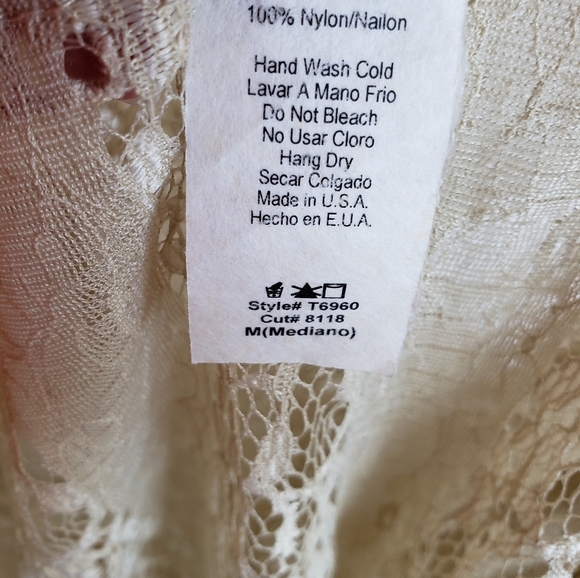 100% Nylon/Nailon
Hand Wash Cold
Lavar A Mano Frio
Do Not Bleach
No Usar Cloro
Hang Dry
Secar Colgado
Made in U.S.A.
Hecho en E.U.A.
Style# T6960
Cut# 8118
M(Mediano)